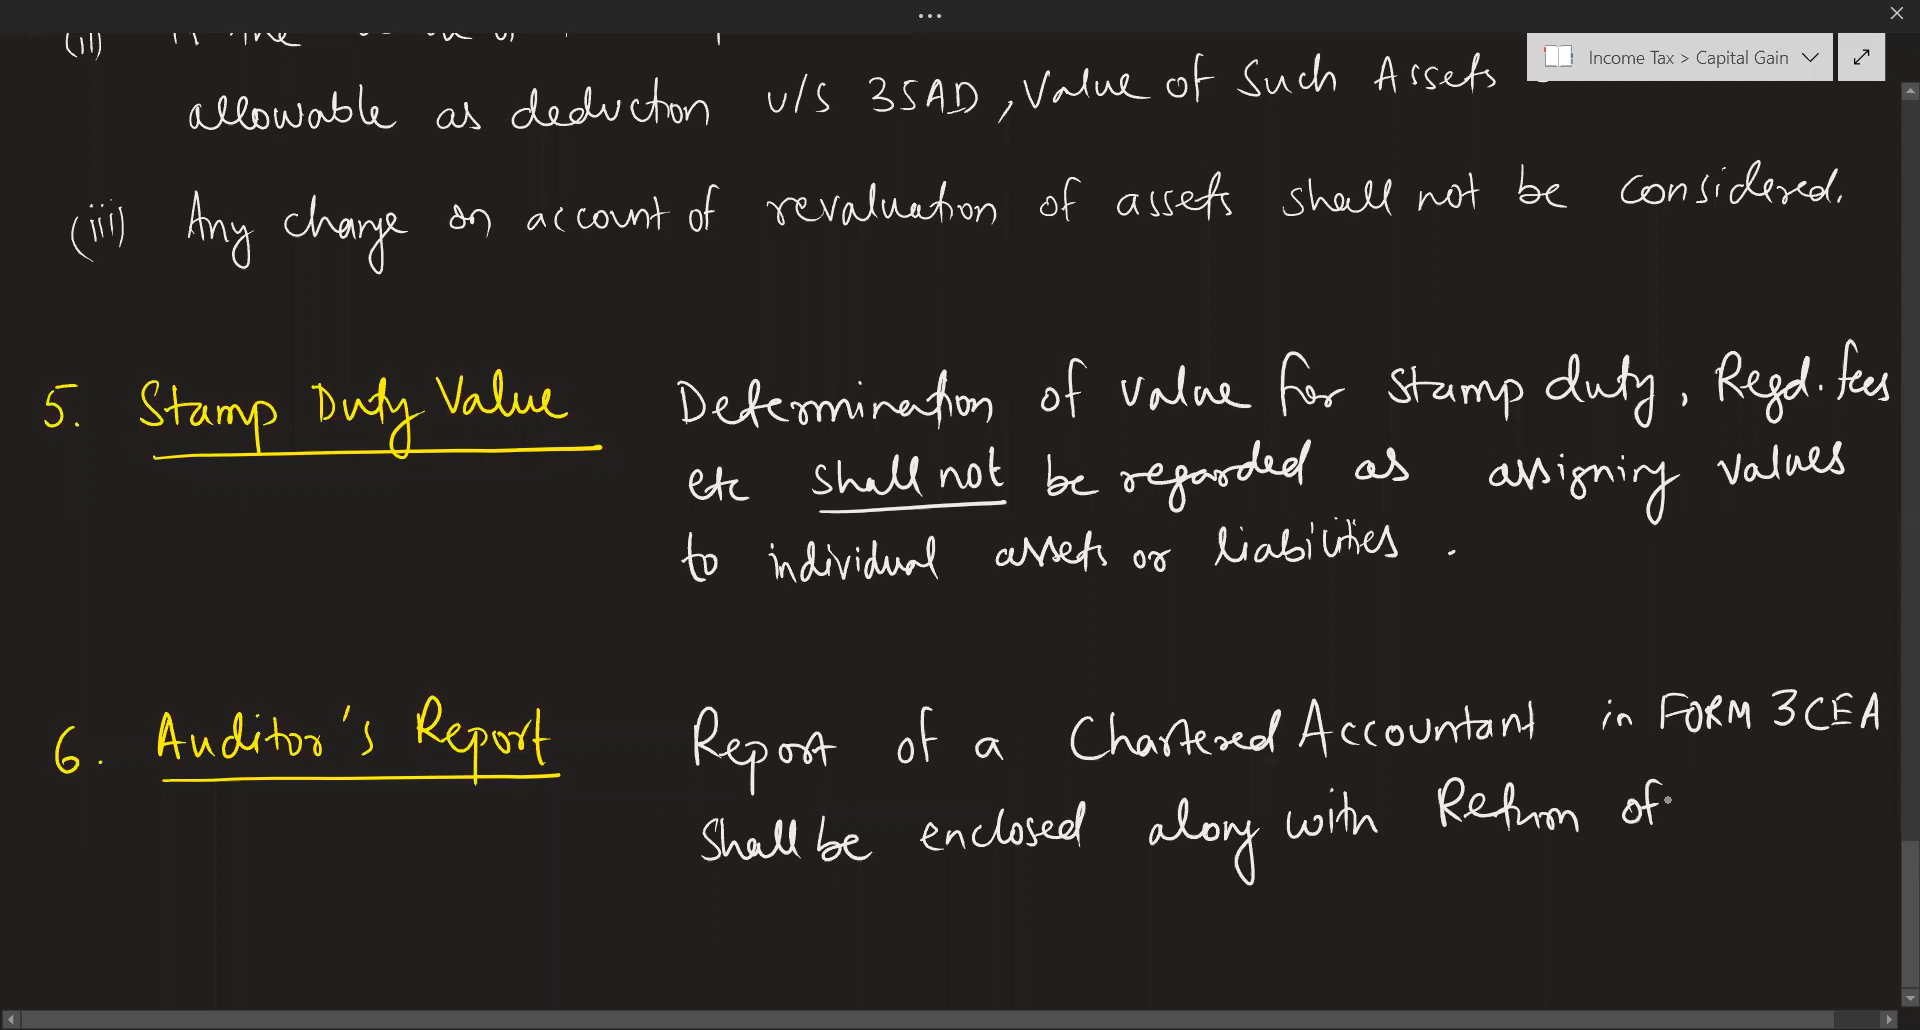 Income Tax > Capital Gain
(ii)
allowable as deduction u/s 35AD, Value of Such Assets
(iii) Any change on account of revaluation of assets shall not be considered.
5. Stamp Duty Value Determination of value for stamp duty, Regd. fees
etc shall not be regarded as assigning values
to individual assets or liabilities.
6. Auditor's Report Report of a Chartered Accountant in FORM 3CEA
Shall be enclosed along with Return of